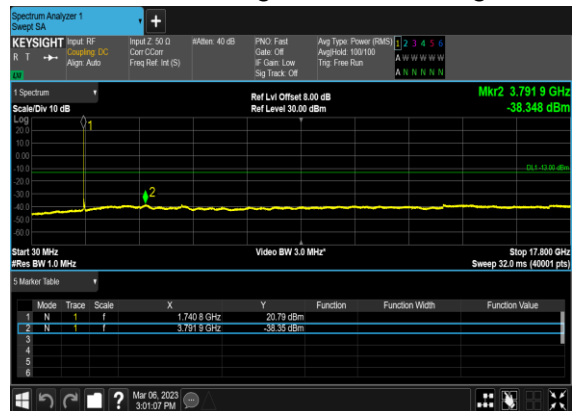 Spectrum Analyzer 1
Swept SA
+
KEYSIGHT Input: RF Input Z: 50 Ω #Atten: 40 dB PNO: Fast Avg Type: Power (RMS) 1 2 3 4 5 6
R T Coupling: DC Corr CCorr Gate: Off Avg|Hold: 100/100 A W W W W W
Align: Auto Freq Ref: Int (S) IF Gain: Low Trig: Free Run
Sig Track: Off A N N N N N
1 Spectrum Ref Lvl Offset 8.00 dB Mkr2 3.791 9 GHz
Scale/Div 10 dB Ref Level 30.00 dBm -38.348 dBm
Log
20.0
10.0
0.00
-10.0
-20.0
-30.0
-40.0
-50.0
-60.0
1
DL1 -13.00 dBm
2
Start 30 MHz Video BW 3.0 MHz* Stop 17.800 GHz
#Res BW 1.0 MHz Sweep 32.0 ms (40001 pts)
5 Marker Table
Mode Trace Scale X Y Function Function Width Function Value
1 N 1 f 1.740 8 GHz 20.79 dBm
2 N 1 f 3.791 9 GHz -38.35 dBm
3
4
5
6
? Mar 06, 2023
3:01:07 PM